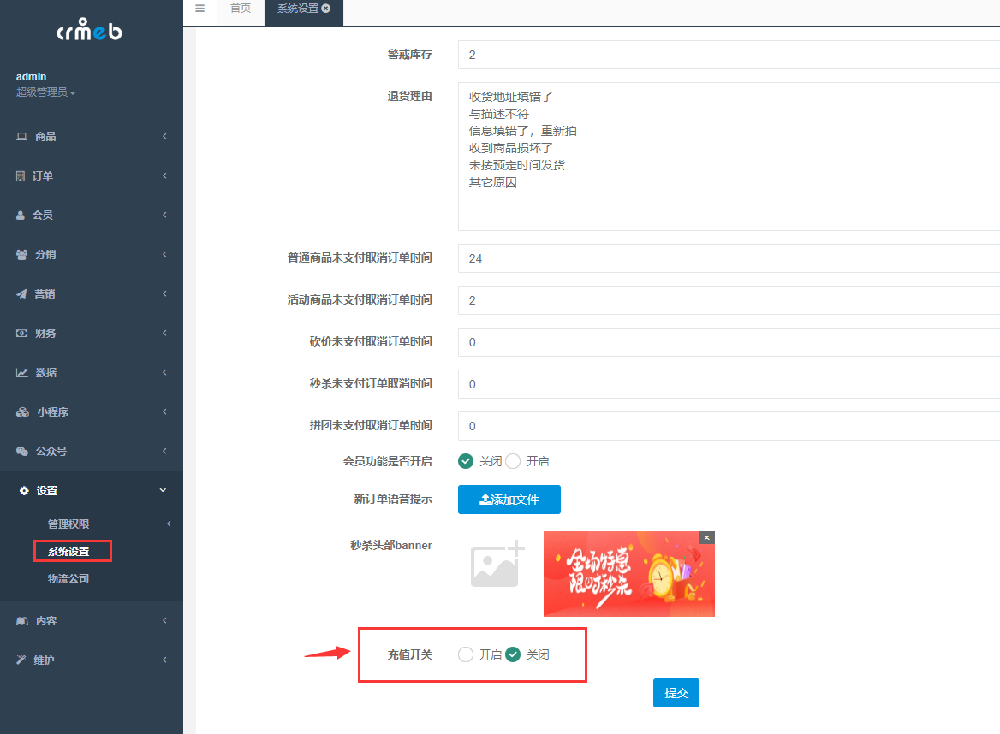 crmeb
首页
系统设置
admin
超级管理员
商品
订单
会员
分销
营销
财务
数据
小程序
公众号
设置
管理权限
系统设置
物流公司
内容
维护
警戒库存
2
退货理由
收货地址填错了
与描述不符
信息填错了，重新拍
收到商品损坏了
未按预定时间发货
其它原因
普通商品未支付取消订单时间
24
活动商品未支付取消订单时间
2
砍价未支付取消订单时间
0
秒杀未支付订单取消时间
0
拼团未支付取消订单时间
0
会员功能是否开启
关闭 开启
新订单语音提示
添加文件
秒杀头部banner
全场特惠
限时秒杀
充值开关
开启 关闭
提交